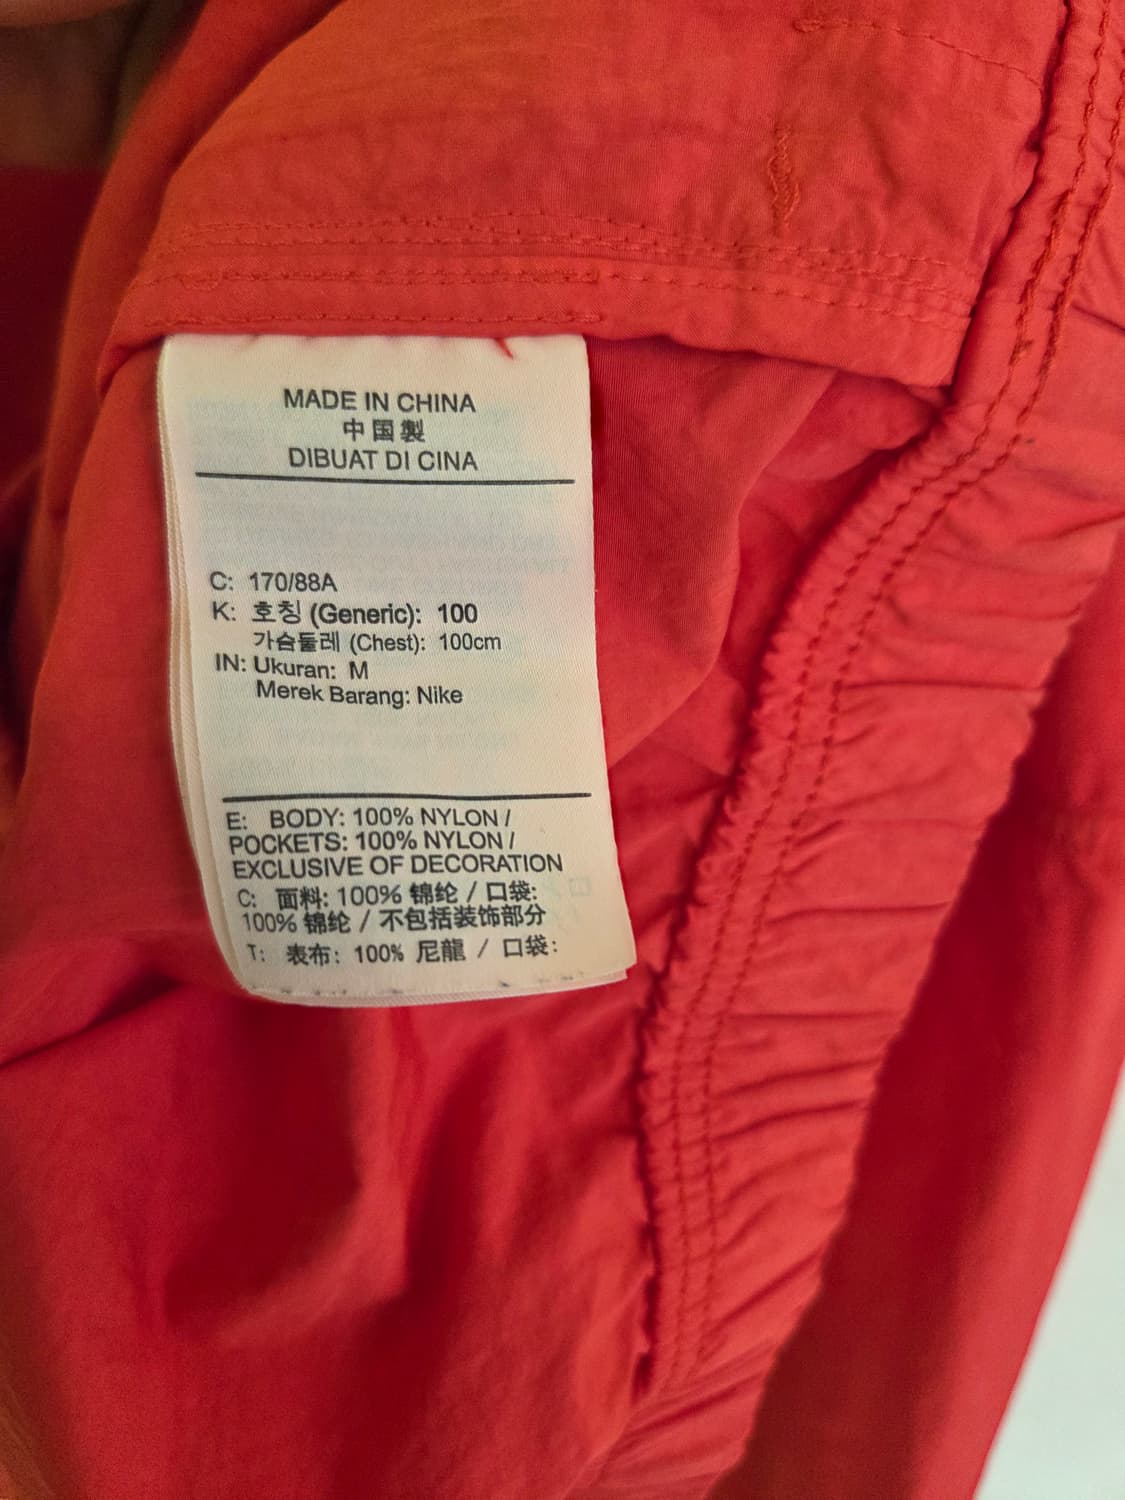 MADE IN CHINA
中国製
DIBUAT DI CINA
C: 170/88A
K: 호칭 (Generic): 100
가슴둘레 (Chest): 100cm
IN: Ukuran: M
Merek Barang: Nike
E: BODY: 100% NYLON /
POCKETS: 100% NYLON /
EXCLUSIVE OF DECORATION
C: 面料: 100% 锦纶 / 口袋:
100% 锦纶 / 不包括装饰部分
T: 表布: 100% 尼龍 / 口袋: